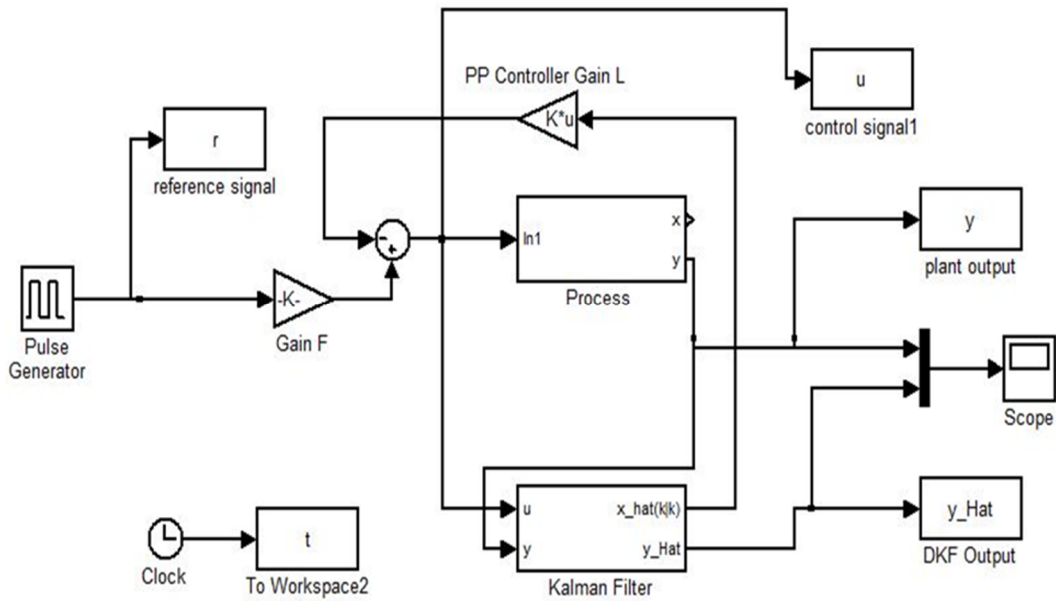 PP Controller Gain L
K*u
u
control signal1
r
reference signal
-
+
In1
x
y
Process
y
plant output
-K-
Gain F
Pulse
Generator
Scope
u
y
x_hat(k|k)
y_Hat
Kalman Filter
y_Hat
DKF Output
Clock
t
To Workspace2